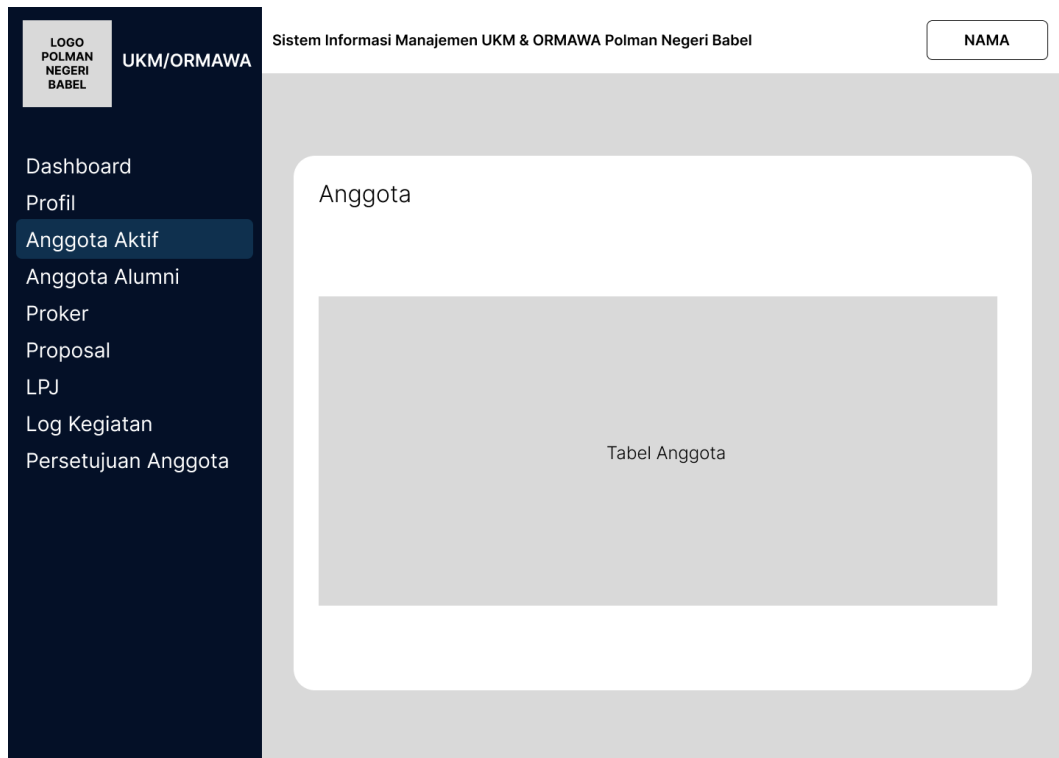 LOGO
POLMAN
NEGERI
BABEL
UKM/ORMAWA
Sistem Informasi Manajemen UKM & ORMAWA Polman Negeri Babel
NAMA
Dashboard
Profil
Anggota Aktif
Anggota Alumni
Proker
Proposal
LPJ
Log Kegiatan
Persetujuan Anggota
Anggota
Tabel Anggota